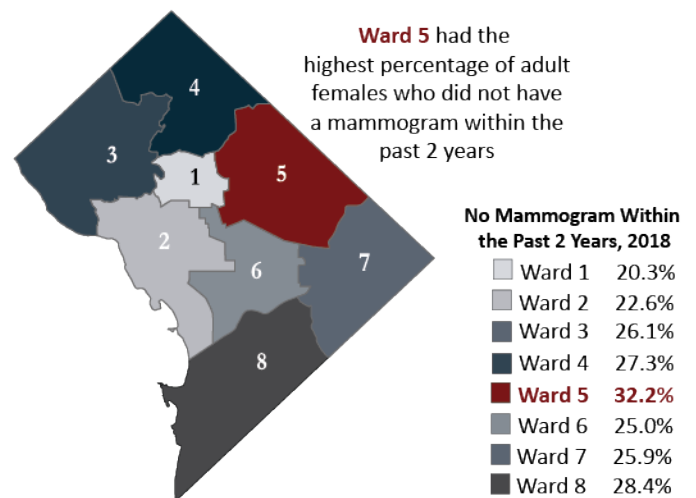 Ward 5 had the
highest percentage of adult
females who did not have
a mammogram within the
past 2 years
4
3
1
5
2
6
7
8
No Mammogram Within
the Past 2 Years, 2018
Ward 1 20.3%
Ward 2 22.6%
Ward 3 26.1%
Ward 4 27.3%
Ward 5 32.2%
Ward 6 25.0%
Ward 7 25.9%
Ward 8 28.4%